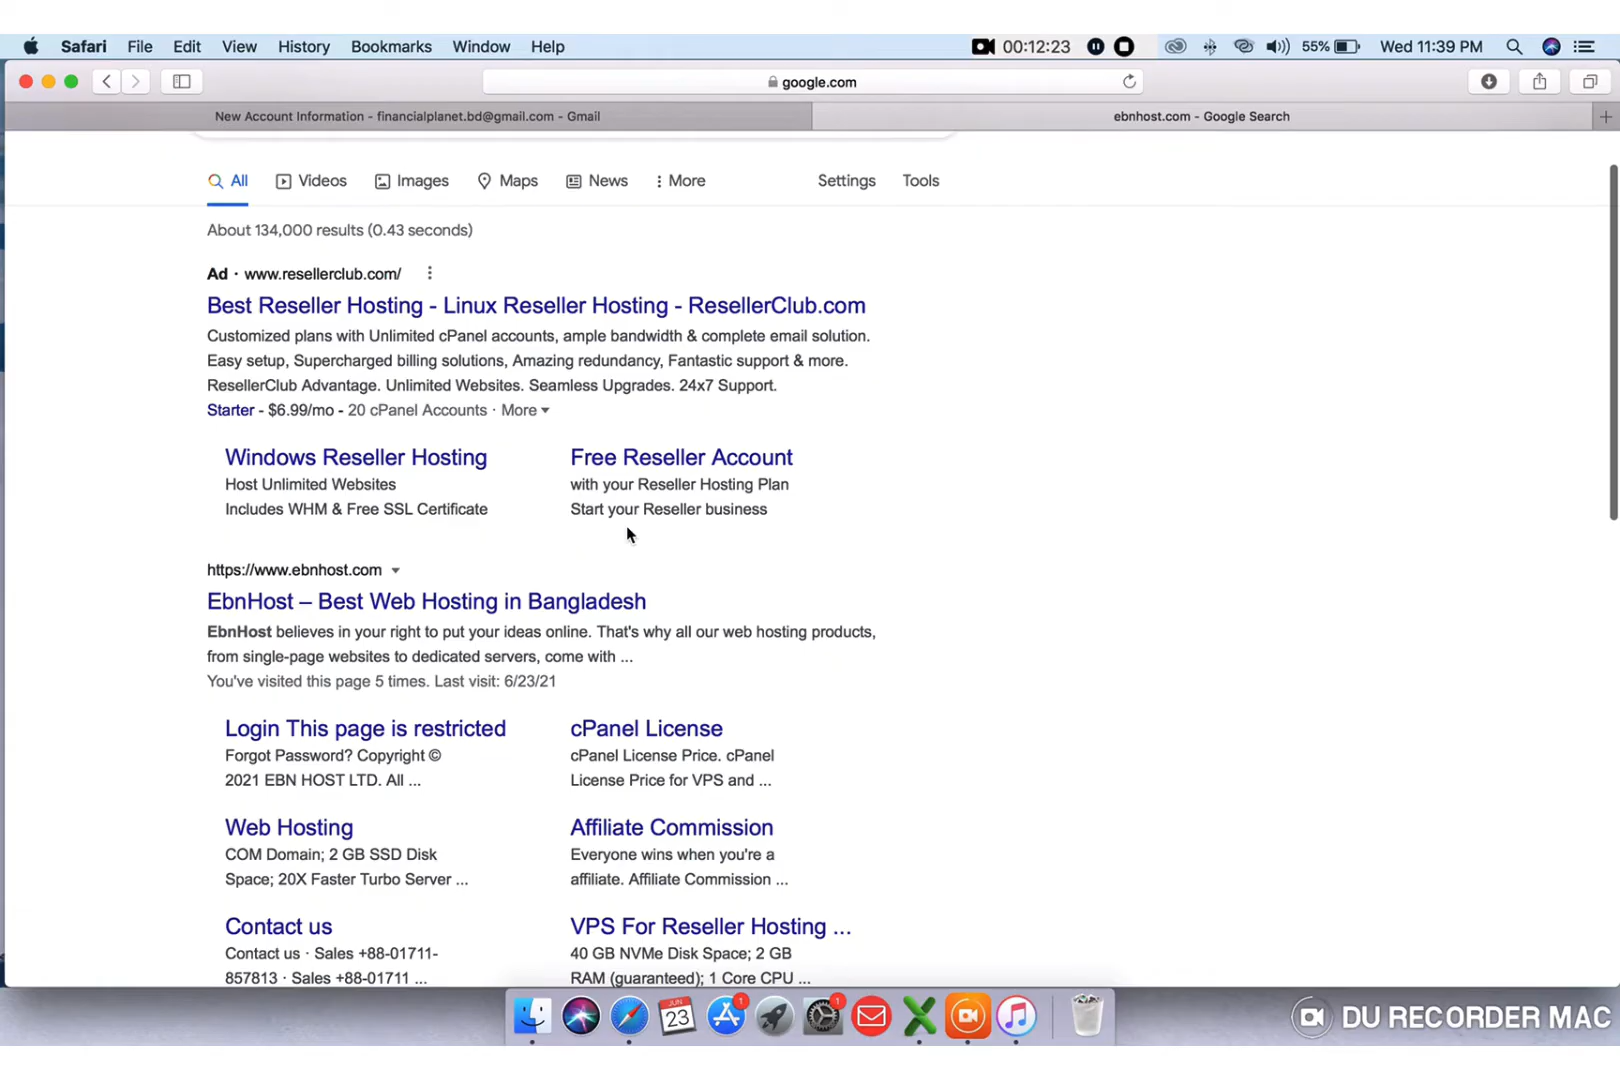 Safari File Edit View History Bookmarks Window Help 00:12:23 55% Wed 11:39 PM
google.com
New Account Information - financialplanet.bd@gmail.com - Gmail
ebnhost.com - Google Search
All Videos Images Maps News More Settings Tools
About 134,000 results (0.43 seconds)
Ad · www.resellerclub.com/
Best Reseller Hosting - Linux Reseller Hosting - ResellerClub.com
Customized plans with Unlimited cPanel accounts, ample bandwidth & complete email solution.
Easy setup, Supercharged billing solutions, Amazing redundancy, Fantastic support & more.
ResellerClub Advantage. Unlimited Websites. Seamless Upgrades. 24x7 Support.
Starter - $6.99/mo - 20 cPanel Accounts · More
Windows Reseller Hosting
Host Unlimited Websites
Includes WHM & Free SSL Certificate
Free Reseller Account
with your Reseller Hosting Plan
Start your Reseller business
https://www.ebnhost.com
EbnHost – Best Web Hosting in Bangladesh
EbnHost believes in your right to put your ideas online. That's why all our web hosting products,
from single-page websites to dedicated servers, come with ...
You've visited this page 5 times. Last visit: 6/23/21
Login This page is restricted
Forgot Password? Copyright ©
2021 EBN HOST LTD. All ...
cPanel License
cPanel License Price. cPanel
License Price for VPS and ...
Web Hosting
COM Domain; 2 GB SSD Disk
Space; 20X Faster Turbo Server ...
Affiliate Commission
Everyone wins when you're a
affiliate. Affiliate Commission ...
Contact us
Contact us · Sales +88-01711-
857813 · Sales +88-01711 ...
VPS For Reseller Hosting ...
40 GB NVMe Disk Space; 2 GB
RAM (guaranteed); 1 Core CPU ...
JUN
23
1
1
DU RECORDER MAC